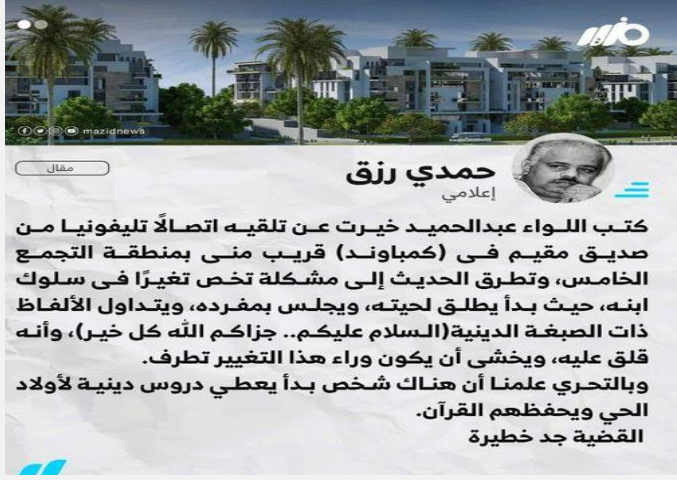 مزيد
mazidnews
مقال
حمدي رزق
إعلامي
كتب اللواء عبدالحميد خيرت عن تلقيه اتصالًا تليفونيا من
صديق مقيم فى (كمباوند) قريب منى بمنطقة التجمع
الخامس، وتطرق الحديث إلى مشكلة تخص تغيرًا فى سلوك
ابنه، حيث بدأ يطلق لحيته، ويجلس بمفرده، ويتداول الألفاظ
ذات الصبغة الدينية(السلام عليكم.. جزاكم الله كل خير)، وأنه
قلق عليه، ويخشى أن يكون وراء هذا التغيير تطرف.
وبالتحري علمنا أن هناك شخص بدأ يعطي دروس دينية لأولاد
الحي ويحفظهم القرآن.
القضية جد خطيرة